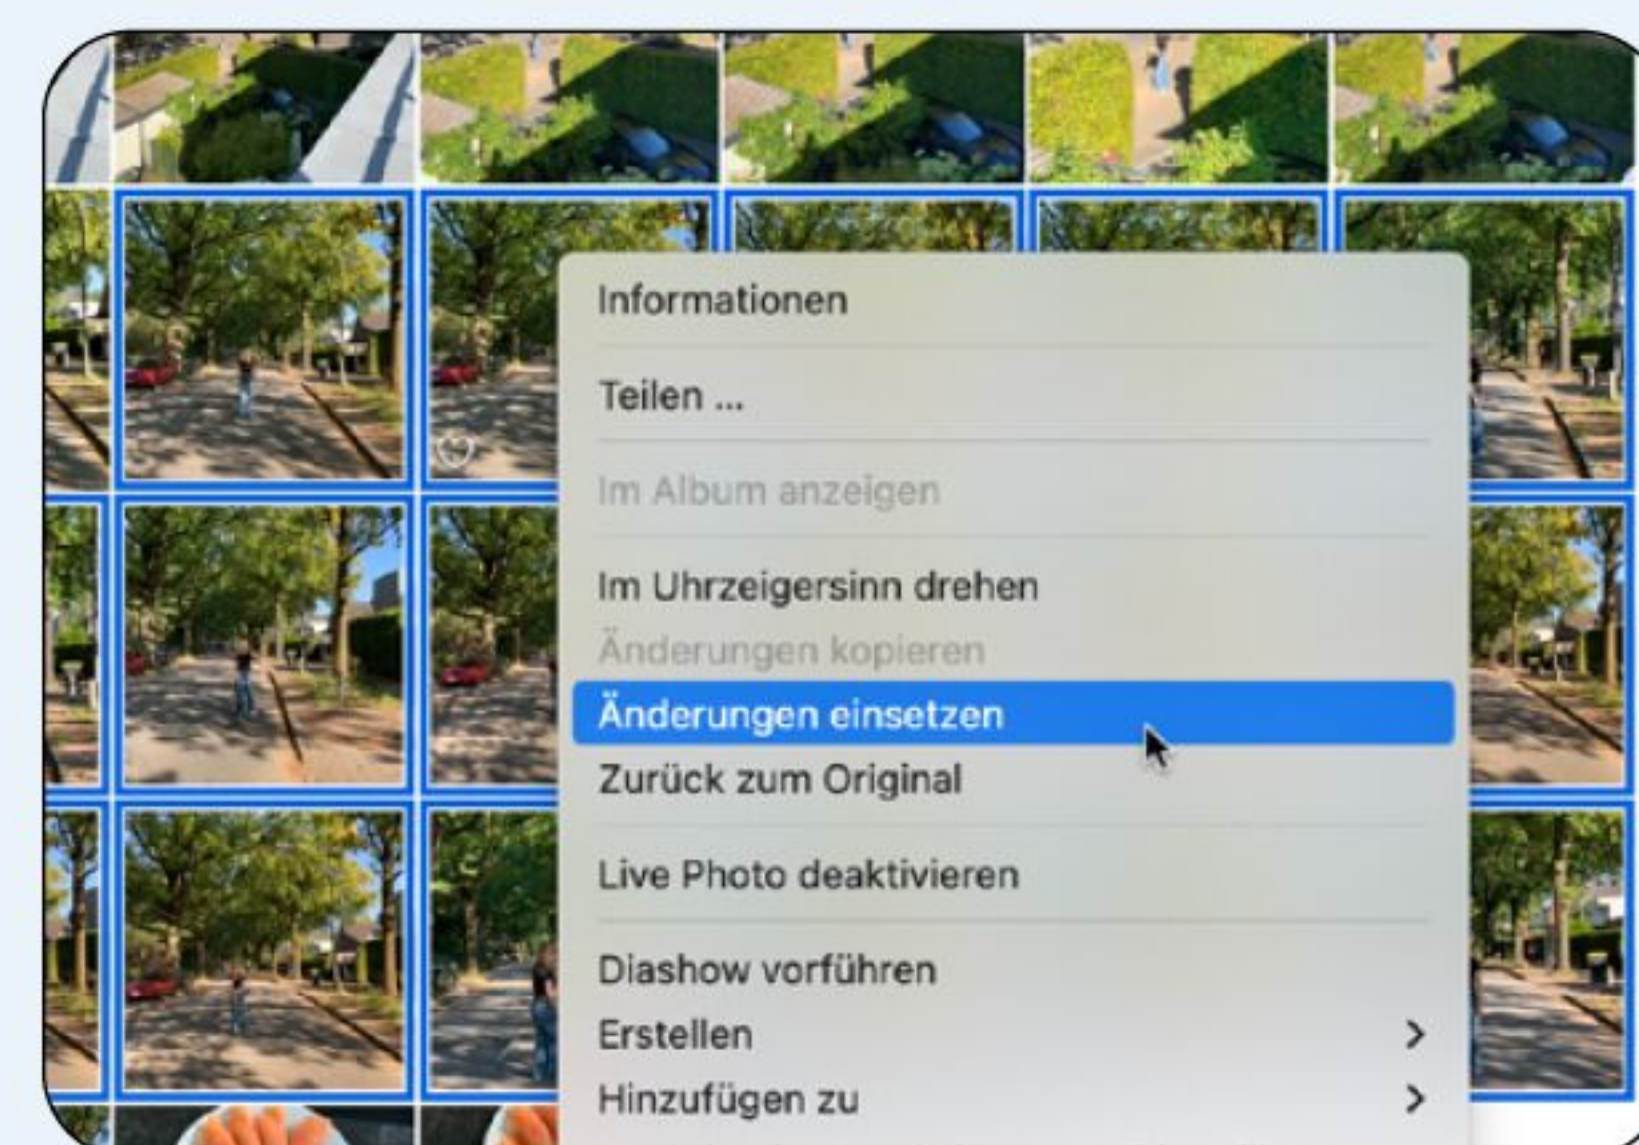 Informationen
Teilen ...
Im Album anzeigen
Im Uhrzeigersinn drehen
Änderungen kopieren
Änderungen einsetzen
Zurück zum Original
Live Photo deaktivieren
Diashow vorführen
Erstellen
Hinzufügen zu